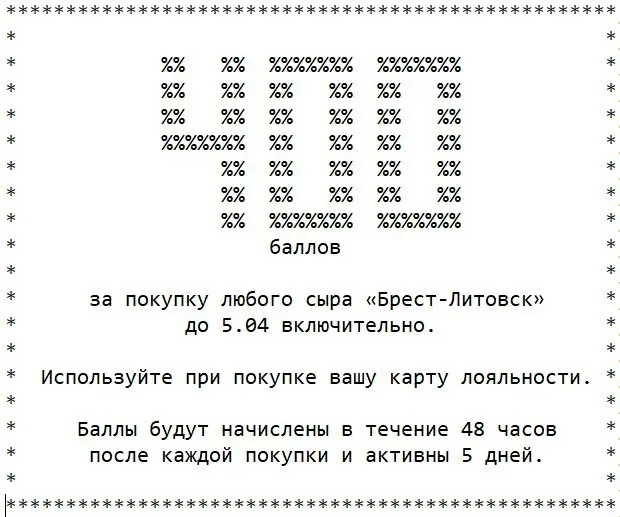 400
баллов
за покупку любого сыра «Брест-Литовск»
до 5.04 включительно.
Используйте при покупке вашу карту лояльности.
Баллы будут начислены в течение 48 часов
после каждой покупки и активны 5 дней.